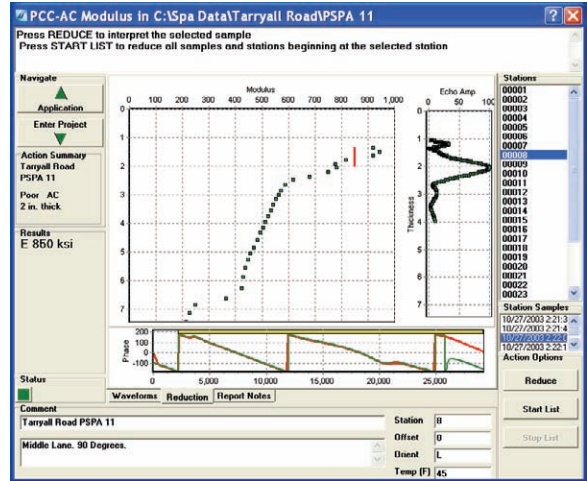 PCC-AC Modulus in C:\Spa Data\Tarryall Road\PSPA 11
Press REDUCE to interpret the selected sample
Press START LIST to reduce all samples and stations beginning at the selected station
Navigate
Application
Enter Project
Action Summary
Tarryall Road
PSPA 11
Poor AC
2 in. thick
Results
E 850 ksi
Status
Modulus
0 100 200 300 400 500 600 700 800 900 1,000
0
1
2
3
4
5
6
7
Echo Amp
0 50 100
Thickness
0
1
2
3
4
5
6
7
Phase
200
100
0
-100
0 5,000 10,000 15,000 20,000 25,000
Waveforms Reduction Report Notes
Stations
00001
00002
00003
00004
00005
00006
00007
00008
00009
00010
00011
00012
00013
00014
00015
00016
00017
00018
00019
00020
00021
00022
00023
Station Samples
10/27/2003 2:21:3
10/27/2003 2:21:4
10/27/2003 2:22:0
10/27/2003 2:22:1
Action Options
Reduce
Start List
Stop List
Comment
Tarryall Road PSPA 11
Middle Lane. 90 Degrees.
Station 8
Offset 0
Orient L
Temp (F) 45